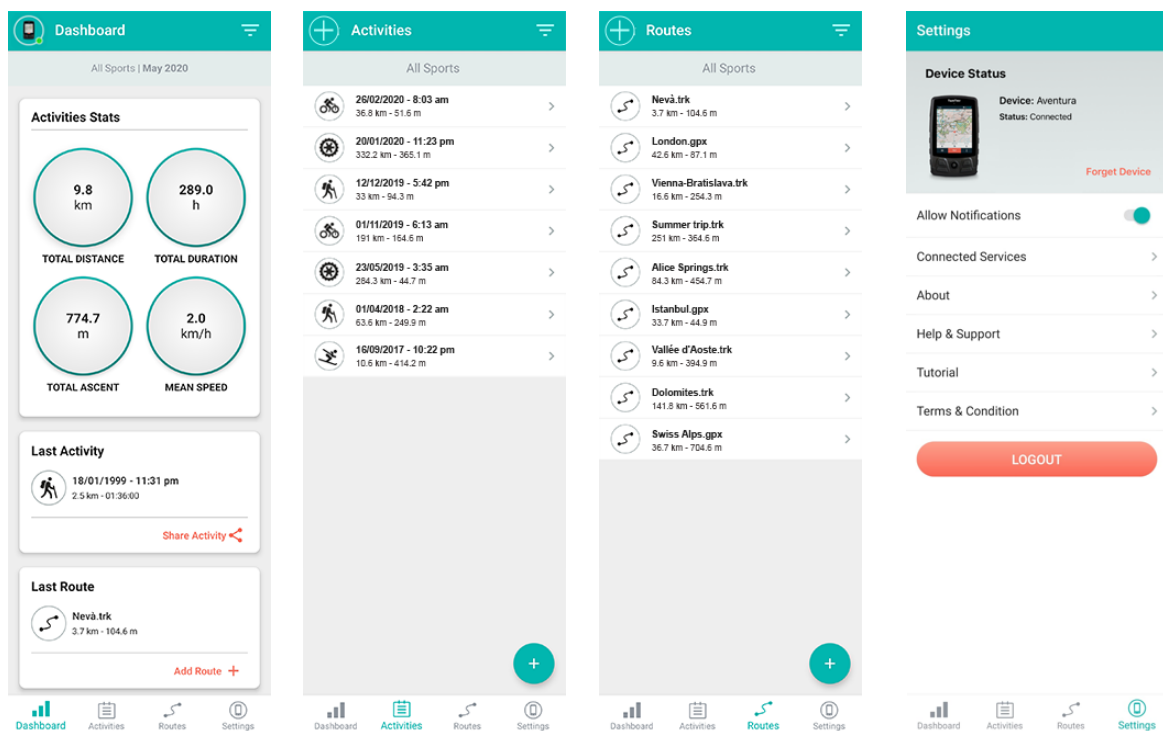 Dashboard
All Sports | May 2020
Activities Stats
9.8
km
289.0
h
TOTAL DISTANCE
TOTAL DURATION
774.7
m
2.0
km/h
TOTAL ASCENT
MEAN SPEED
Last Activity
18/01/1999 - 11:31 pm
2.5 km - 01:36:00
Share Activity
Last Route
Nevà.trk
3.7 km - 104.6 m
Add Route
Dashboard
Activities
Routes
Settings
Activities
All Sports
26/02/2020 - 8:03 am
36.8 km - 51.6 m
20/01/2020 - 11:23 pm
332.2 km - 365.1 m
12/12/2019 - 5:42 pm
33 km - 94.3 m
01/11/2019 - 6:13 am
191 km - 164.6 m
23/05/2019 - 3:35 am
284.3 km - 44.7 m
01/04/2018 - 2:22 am
63.6 km - 249.9 m
16/09/2017 - 10:22 pm
10.6 km - 414.2 m
Dashboard
Activities
Routes
Settings
Routes
All Sports
Nevà.trk
3.7 km - 104.6 m
London.gpx
42.6 km - 87.1 m
Vienna-Bratislava.trk
16.6 km - 254.3 m
Summer trip.trk
251 km - 364.6 m
Alice Springs.trk
84.3 km - 454.7 m
Istanbul.gpx
33.7 km - 44.9 m
Vallée d'Aoste.trk
9.6 km - 394.9 m
Dolomites.trk
141.8 km - 561.6 m
Swiss Alps.gpx
36.7 km - 704.6 m
Dashboard
Activities
Routes
Settings
Settings
Device Status
Device: Aventura
Status: Connected
Forget Device
Allow Notifications
Connected Services
About
Help & Support
Tutorial
Terms & Condition
LOGOUT
Dashboard
Activities
Routes
Settings